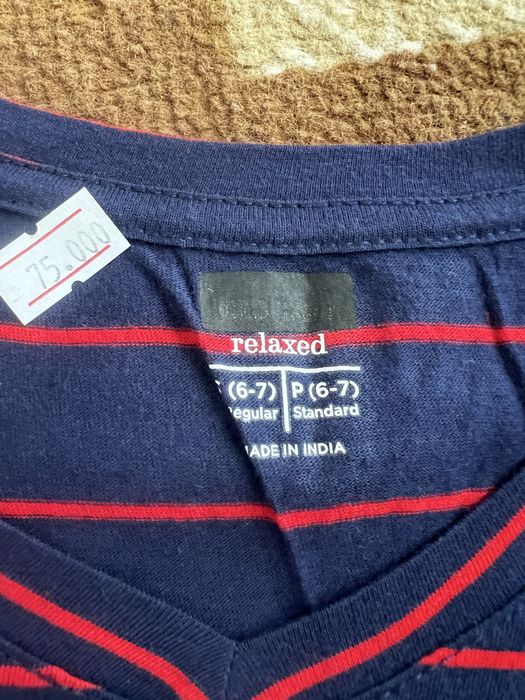 75.000
relaxed
(6-7) P (6-7)
Standard
IN INDIA